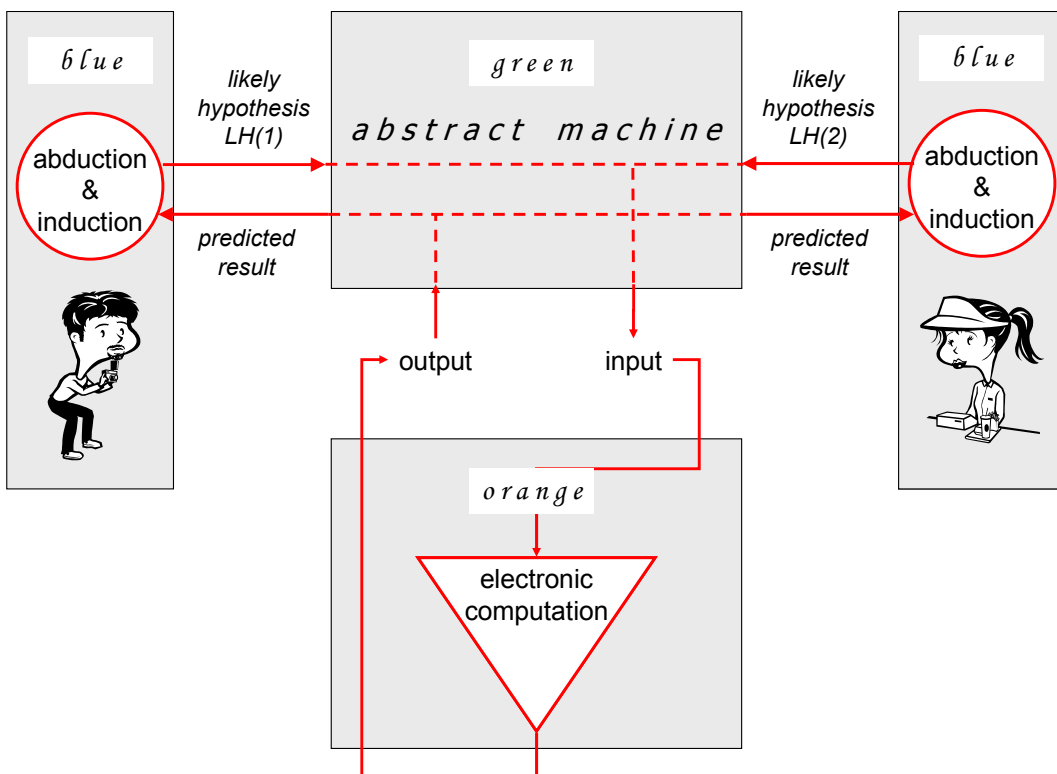 blue
abduction
&
induction
likely
hypothesis
LH(1)
predicted
result
green
abstract machine
likely
hypothesis
LH(2)
predicted
result
blue
abduction
&
induction
output
input
orange
electronic
computation